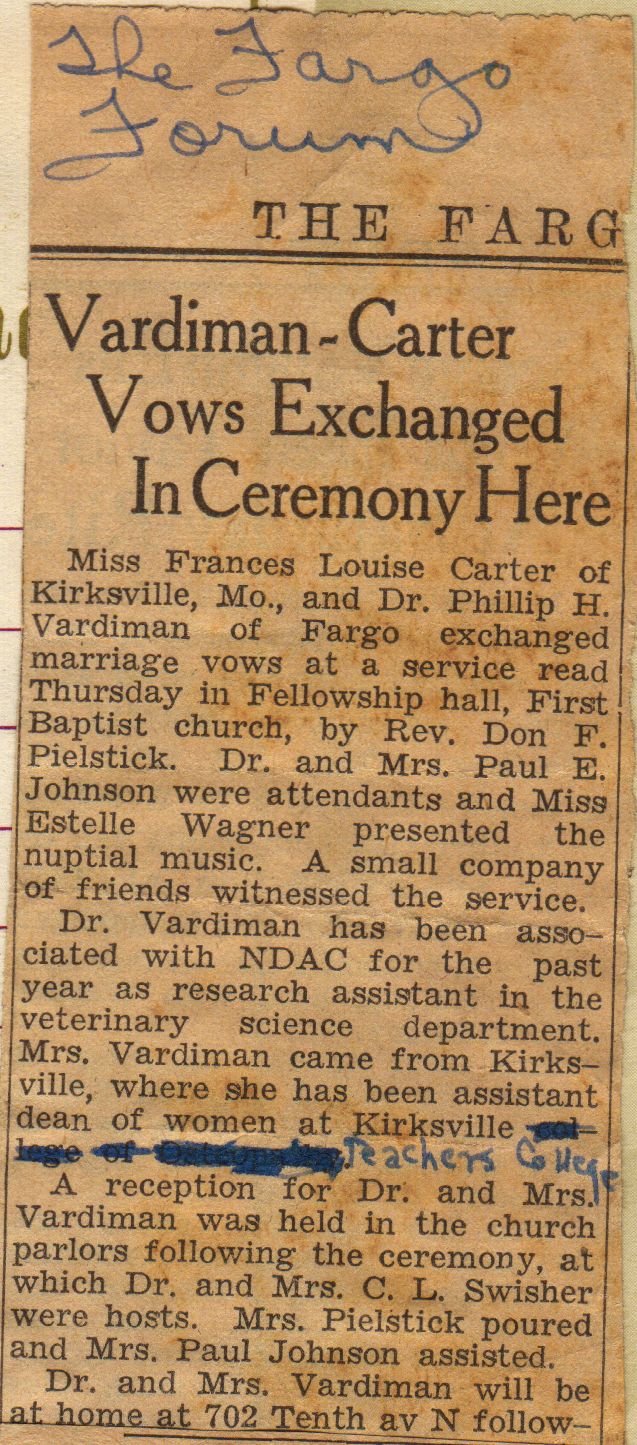 The Fargo
Forum
THE FARG
Vardiman-Carter
Vows Exchanged
In Ceremony Here
Miss Frances Louise Carter of
Kirksville, Mo., and Dr. Phillip H.
Vardiman of Fargo exchanged
marriage vows at a service read
Thursday in Fellowship hall, First
Baptist church, by Rev. Don F.
Pielstick. Dr. and Mrs. Paul E.
Johnson were attendants and Miss
Estelle Wagner presented the
nuptial music. A small company
of friends witnessed the service.
Dr. Vardiman has been asso-
ciated with NDAC for the past
year as research assistant in the
veterinary science department.
Mrs. Vardiman came from Kirks-
ville, where she has been assistant
dean of women at Kirksville col-
lege of Osteopathy. Teachers College
A reception for Dr. and Mrs.
Vardiman was held in the church
parlors following the ceremony, at
which Dr. and Mrs. C. L. Swisher
were hosts. Mrs. Pielstick poured
and Mrs. Paul Johnson assisted.
Dr. and Mrs. Vardiman will be
at home at 702 Tenth av N follow-